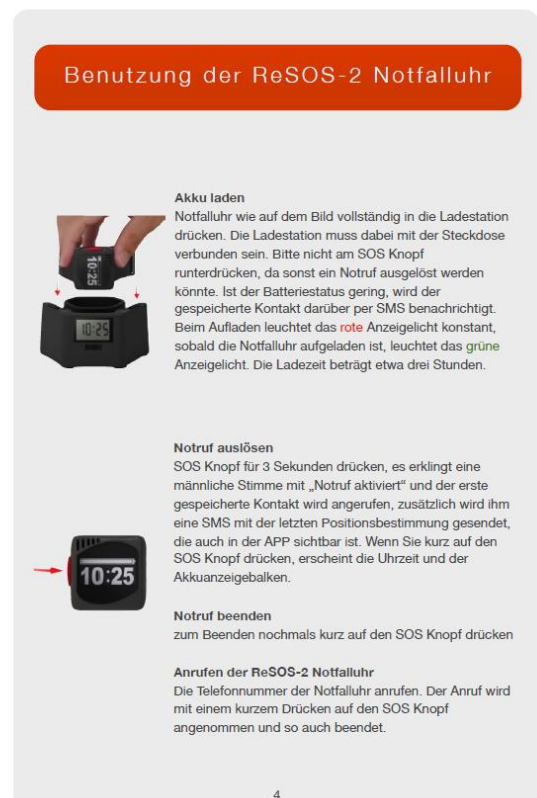 Benutzung der ReSOS-2 Notfalluhr
Akku laden
Notfalluhr wie auf dem Bild vollständig in die Ladestation
drücken. Die Ladestation muss dabei mit der Steckdose
verbunden sein. Bitte nicht am SOS Knopf
runterdrücken, da sonst ein Notruf ausgelöst werden
könnte. Ist der Batteriestatus gering, wird der
gespeicherte Kontakt darüber per SMS benachrichtigt.
Beim Aufladen leuchtet das rote Anzeigelicht konstant,
sobald die Notfalluhr aufgeladen ist, leuchtet das grüne
Anzeigelicht. Die Ladezeit beträgt etwa drei Stunden.
10:25
10:25
Notruf auslösen
SOS Knopf für 3 Sekunden drücken, es erklingt eine
männliche Stimme mit „Notruf aktiviert“ und der erste
gespeicherte Kontakt wird angerufen, zusätzlich wird ihm
eine SMS mit der letzten Positionsbestimmung gesendet,
die auch in der APP sichtbar ist. Wenn Sie kurz auf den
SOS Knopf drücken, erscheint die Uhrzeit und der
Akkuanzeigebalken.
10:25
Notruf beenden
zum Beenden nochmals kurz auf den SOS Knopf drücken
Anrufen der ReSOS-2 Notfalluhr
Die Telefonnummer der Notfalluhr anrufen. Der Anruf wird
mit einem kurzem Drücken auf den SOS Knopf
angenommen und so auch beendet.
4